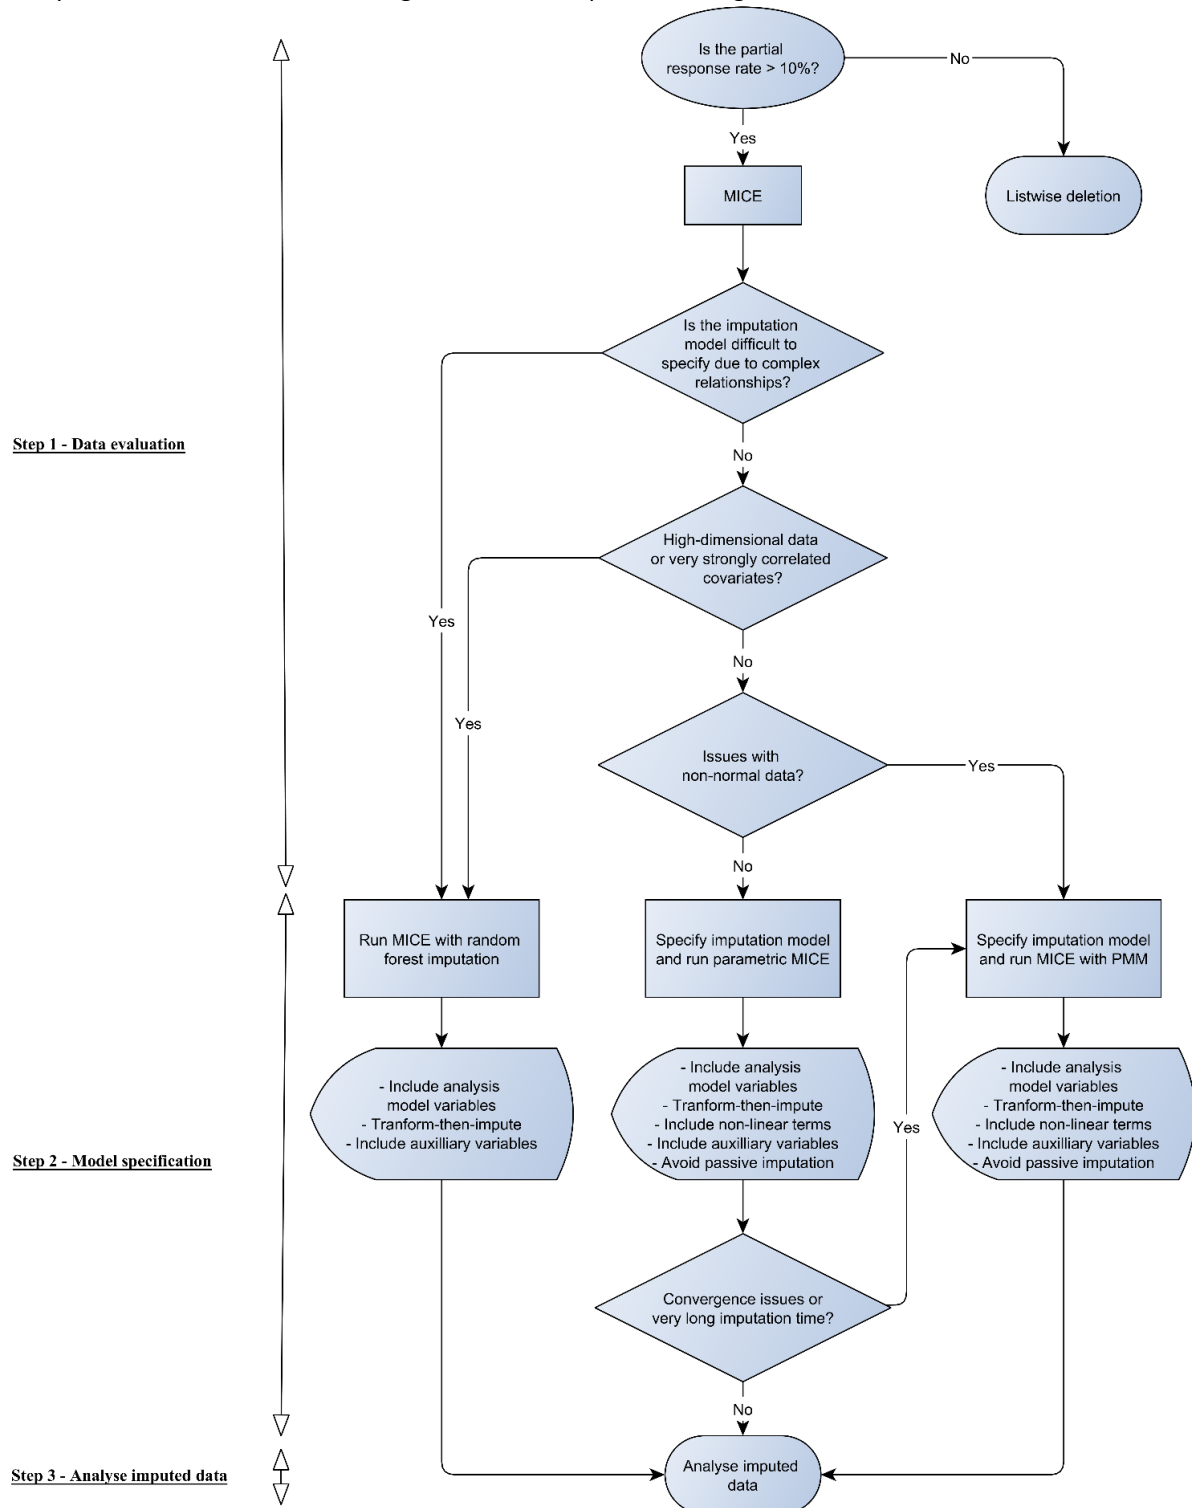 Is the partial
response rate > 10%?
No
Yes
MICE
Listwise deletion
Is the imputation
model difficult to
specify due to complex
relationships?
Step 1 - Data evaluation
No
High-dimensional data
or very strongly correlated
covariates?
Yes
No
Yes
Issues with
non-normal data?
Yes
No
Run MICE with random
forest imputation
Specify imputation model
and run parametric MICE
Specify imputation model
and run MICE with PMM
- Include analysis
model variables
- Tranform-then-impute
- Include auxilliary variables
- Include analysis
model variables
- Tranform-then-impute
- Include non-linear terms
- Include auxilliary variables
- Avoid passive imputation
- Include analysis
model variables
- Tranform-then-impute
- Include non-linear terms
- Include auxilliary variables
- Avoid passive imputation
Yes
Step 2 - Model specification
Convergence issues or
very long imputation time?
No
Step 3 - Analyse imputed data
Analyse imputed
data